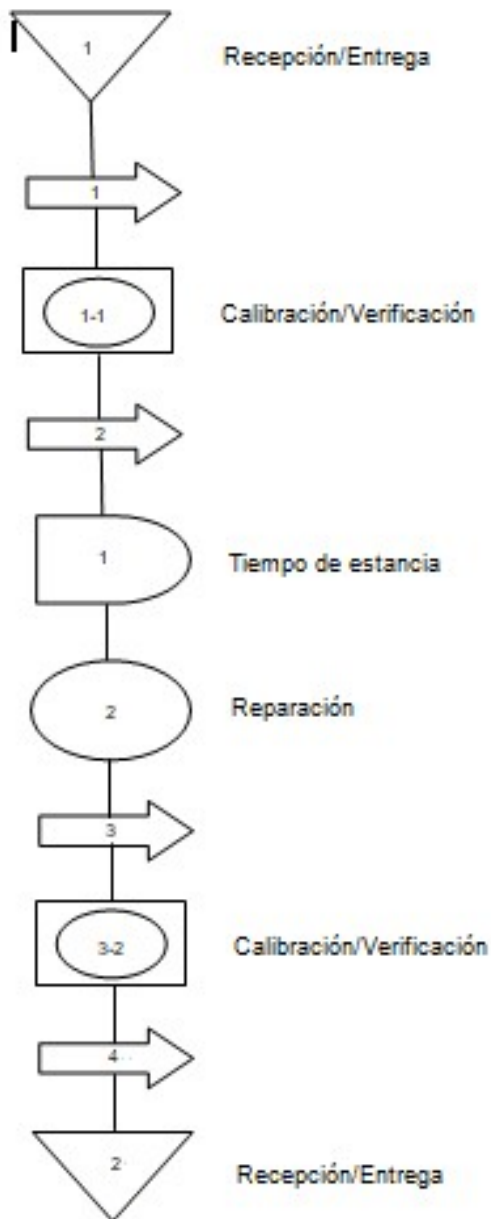 1 Recepción/Entrega
1
1-1 Calibración/Verificación
2
1 Tiempo de estancia
2 Reparación
3
3-2 Calibración/Verificación
4
2 Recepción/Entrega